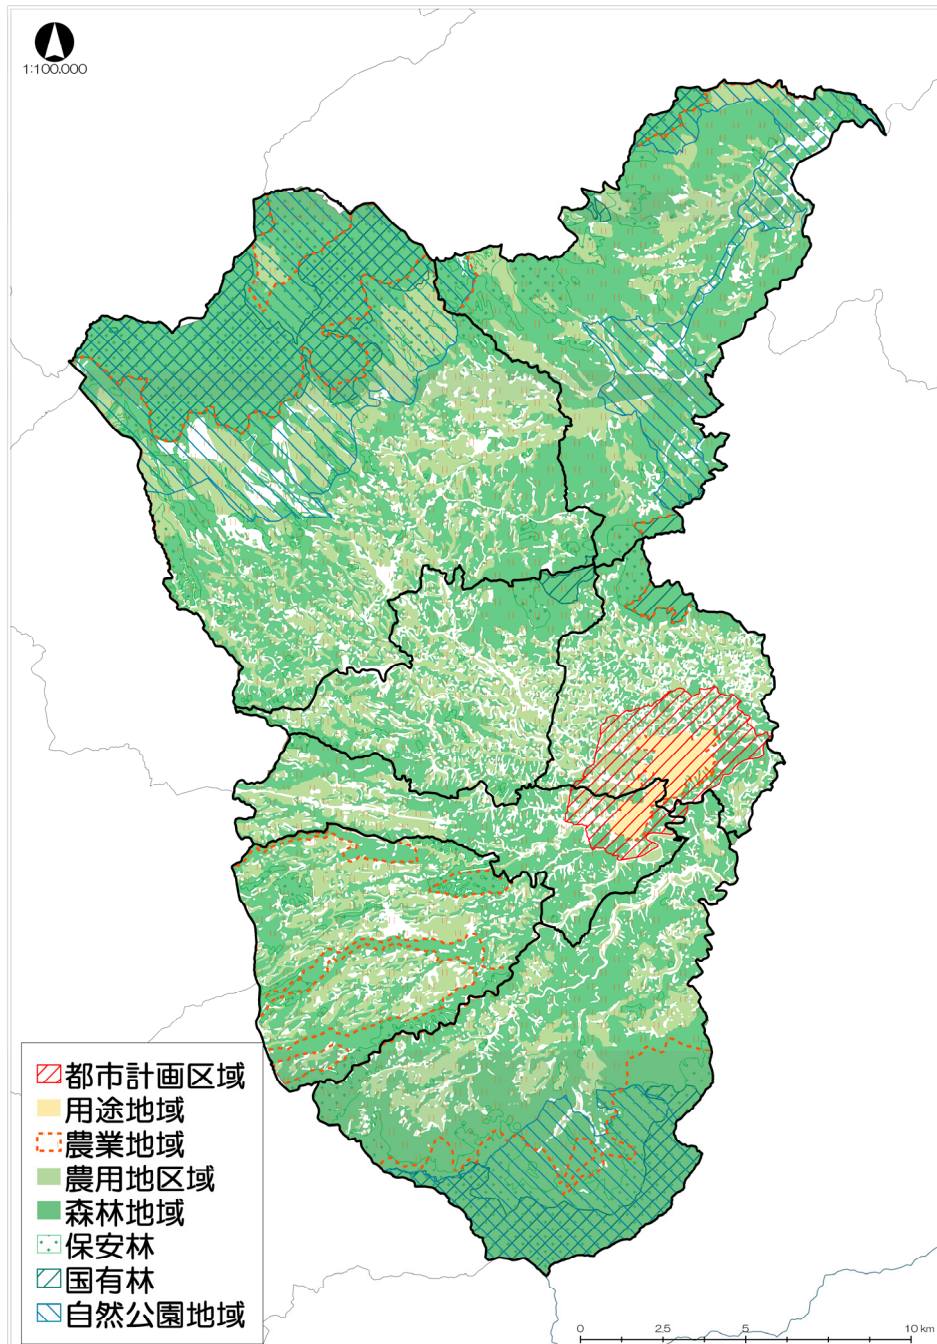 1:100,000
都市計画区域
用途地域
農業地域
農用地区域
森林地域
保安林
国有林
自然公園地域
0 2.5 5 10 km